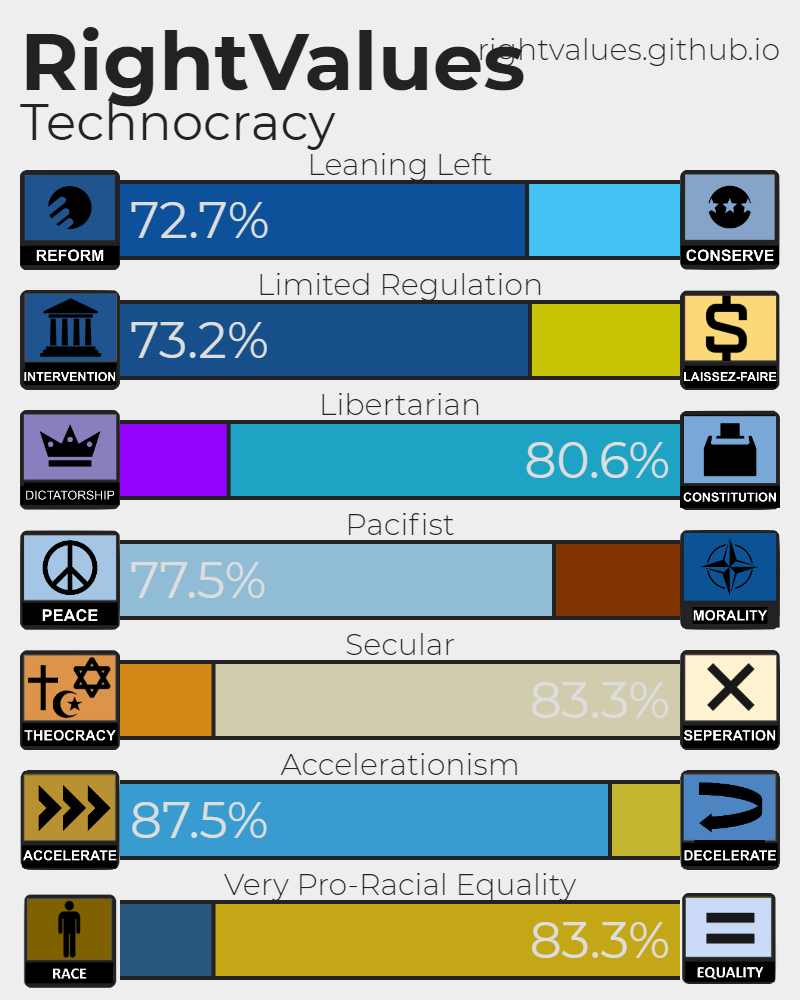 RightValues
rightvalues.github.io
Technocracy
Leaning Left
REFORM
72.7%
CONSERVE
Limited Regulation
INTERVENTION
73.2%
LAISSEZ-FAIRE
Libertarian
DICTATORSHIP
80.6%
CONSTITUTION
Pacifist
PEACE
77.5%
MORALITY
Secular
THEOCRACY
83.3%
SEPERATION
Accelerationism
ACCELERATE
87.5%
DECELERATE
Very Pro-Racial Equality
RACE
83.3%
EQUALITY